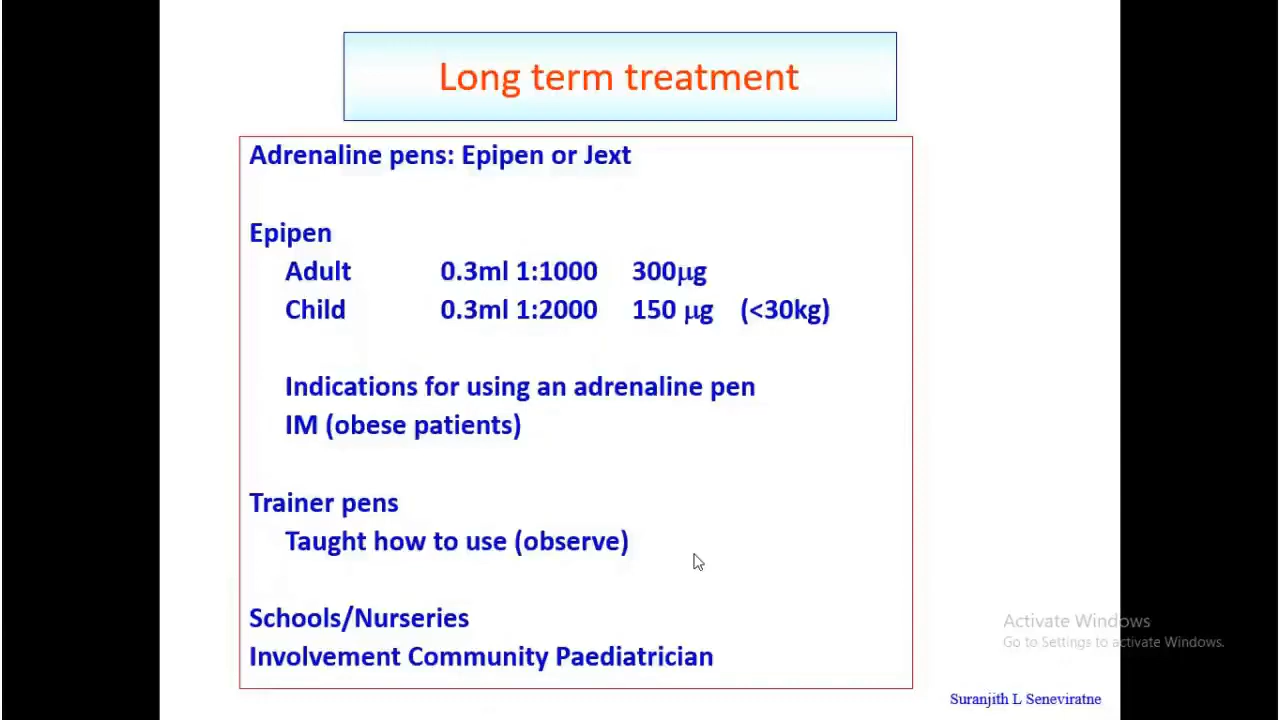 Long term treatment
Adrenaline pens: Epipen or Jext
Epipen
Adult 0.3ml 1:1000 300μg
Child 0.3ml 1:2000 150 μg (<30kg)
Indications for using an adrenaline pen
IM (obese patients)
Trainer pens
Taught how to use (observe)
Schools/Nurseries
Involvement Community Paediatrician
Activate Windows
Go to Settings to activate Windows.
Suranjith L Seneviratne